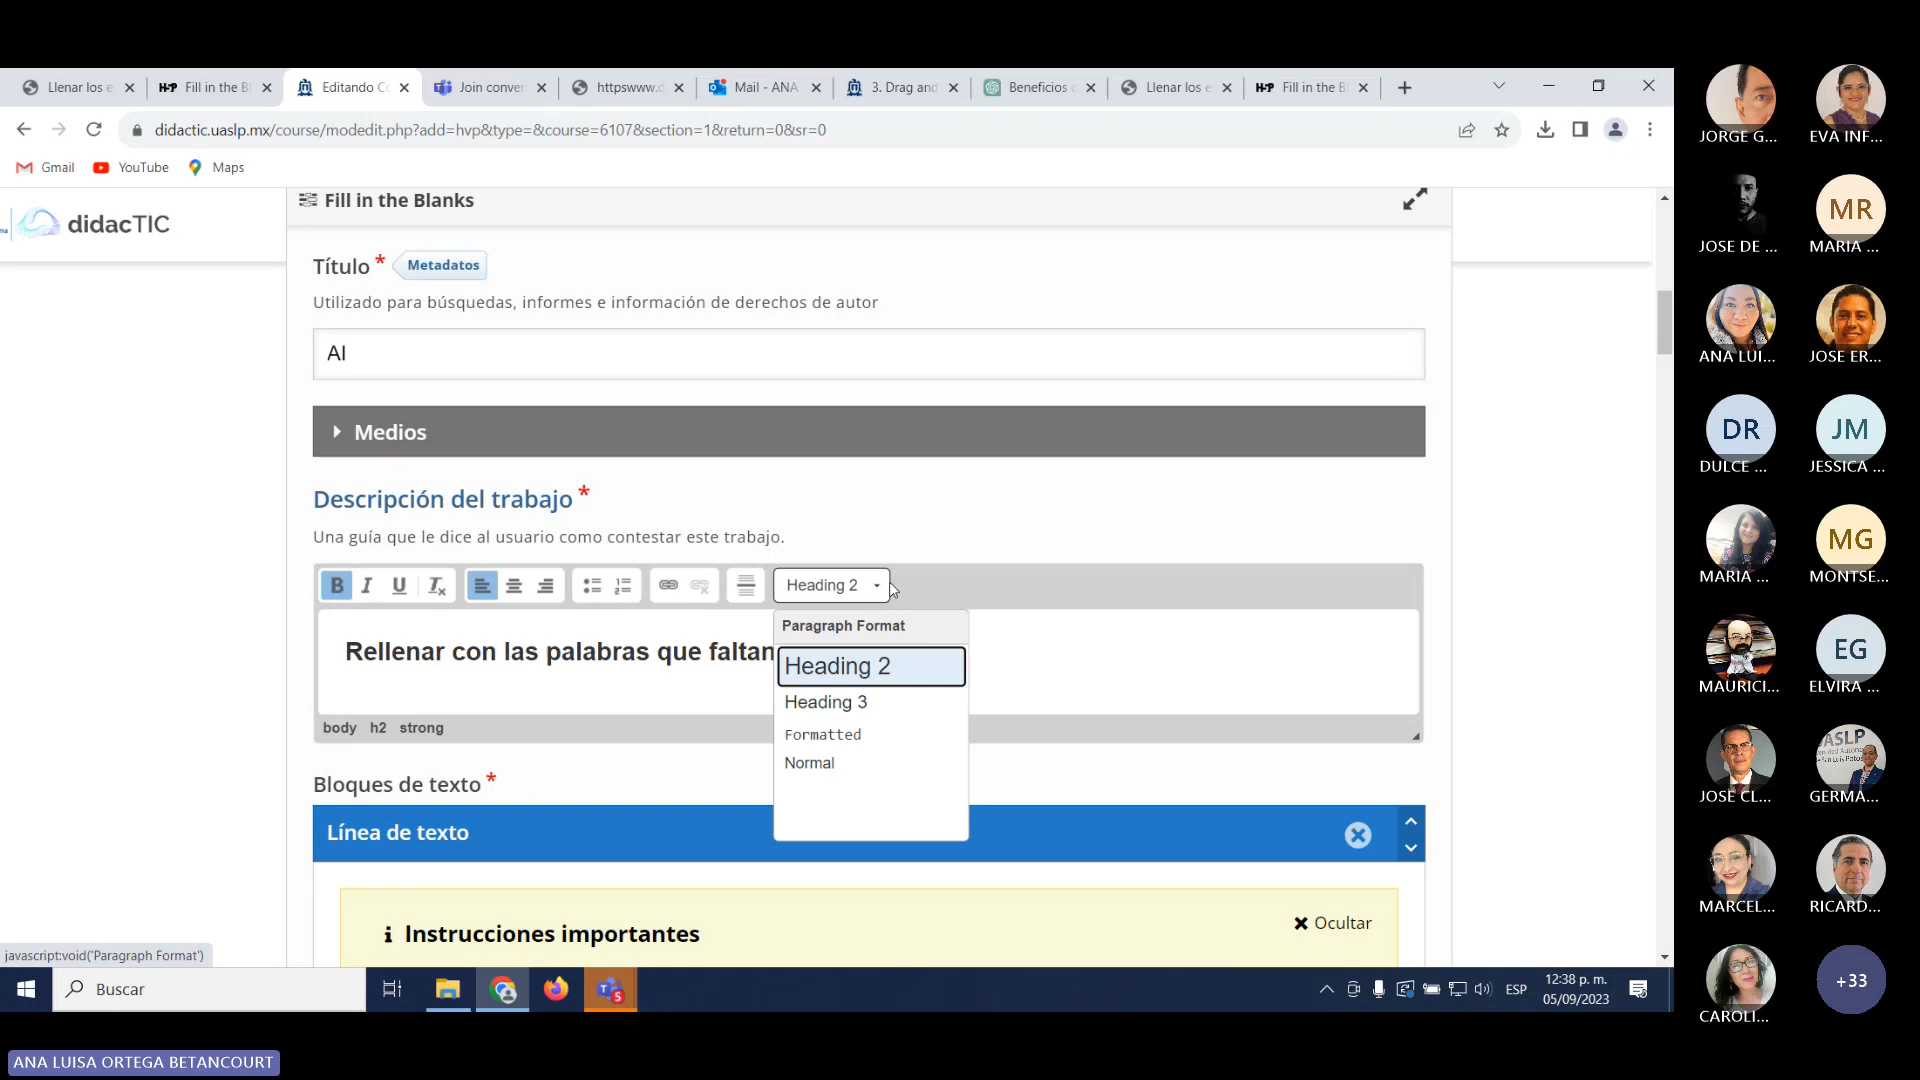 Llenar los e
H-P Fill in the B
Editando Co
Join conver
httpswww.d
Mail - ANA
3. Drag and
Beneficios d
Llenar los e
H-P Fill in the B
didactic.uaslp.mx/course/modedit.php?add=hvp&type=&course=6107&section=1&return=0&sr=0
Gmail
YouTube
Maps
didacTIC
Fill in the Blanks
Título *
Metadatos
Utilizado para búsquedas, informes e información de derechos de autor
AI
Medios
Descripción del trabajo *
Una guía que le dice al usuario como contestar este trabajo.
B I U Tx
Heading 2
Paragraph Format
Heading 2
Heading 3
Formatted
Normal
Rellenar con las palabras que faltan
body h2 strong
Bloques de texto *
Línea de texto
Instrucciones importantes
Ocultar
javascript:void('Paragraph Format')
Buscar
5
ESP
12:38 p. m.
05/09/2023
ANA LUISA ORTEGA BETANCOURT
JORGE G...
EVA INF...
JOSE DE ...
MR
MARIA ...
ANA LUI...
JOSE ER...
DR
DULCE ...
JM
JESSICA ...
MARIA ...
MG
MONTSE...
MAURICI...
EG
ELVIRA ...
JOSE CL...
GERMA...
MARCEL...
RICARD...
CAROLI...
+33